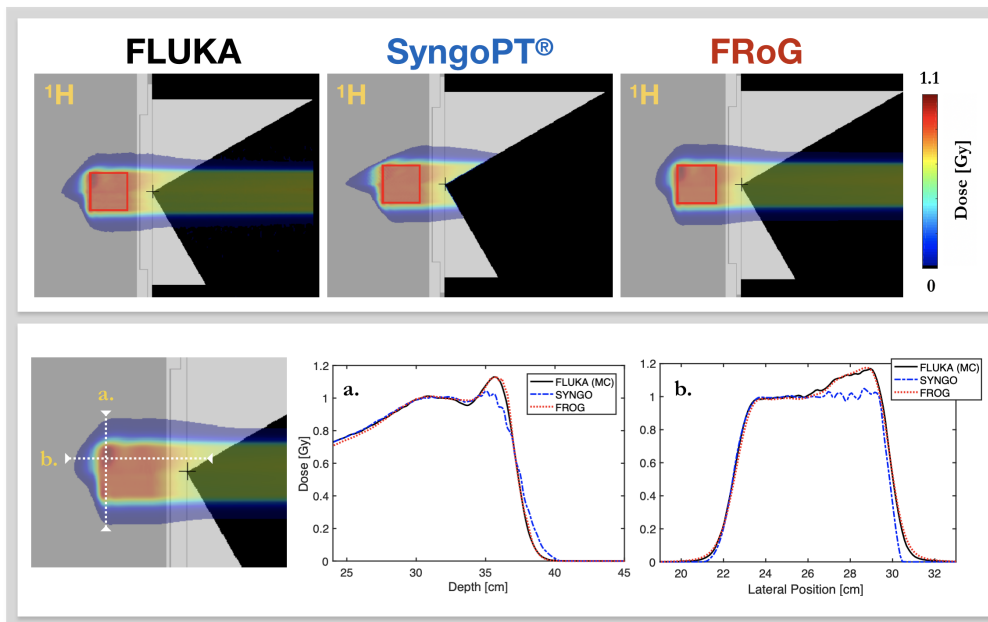 FLUKA SyngoPT® FRoG
¹H ¹H ¹H
1.1
Dose [Gy]
0
a.
b.
a.
Dose [Gy]
1.2
1
0.8
0.6
0.4
0.2
0
25 30 35 40 45
Depth [cm]
FLUKA (MC)
SYNGO
FROG
b.
1.2
1
0.8
0.6
0.4
0.2
0
20 22 24 26 28 30 32
Lateral Position [cm]
FLUKA (MC)
SYNGO
FROG